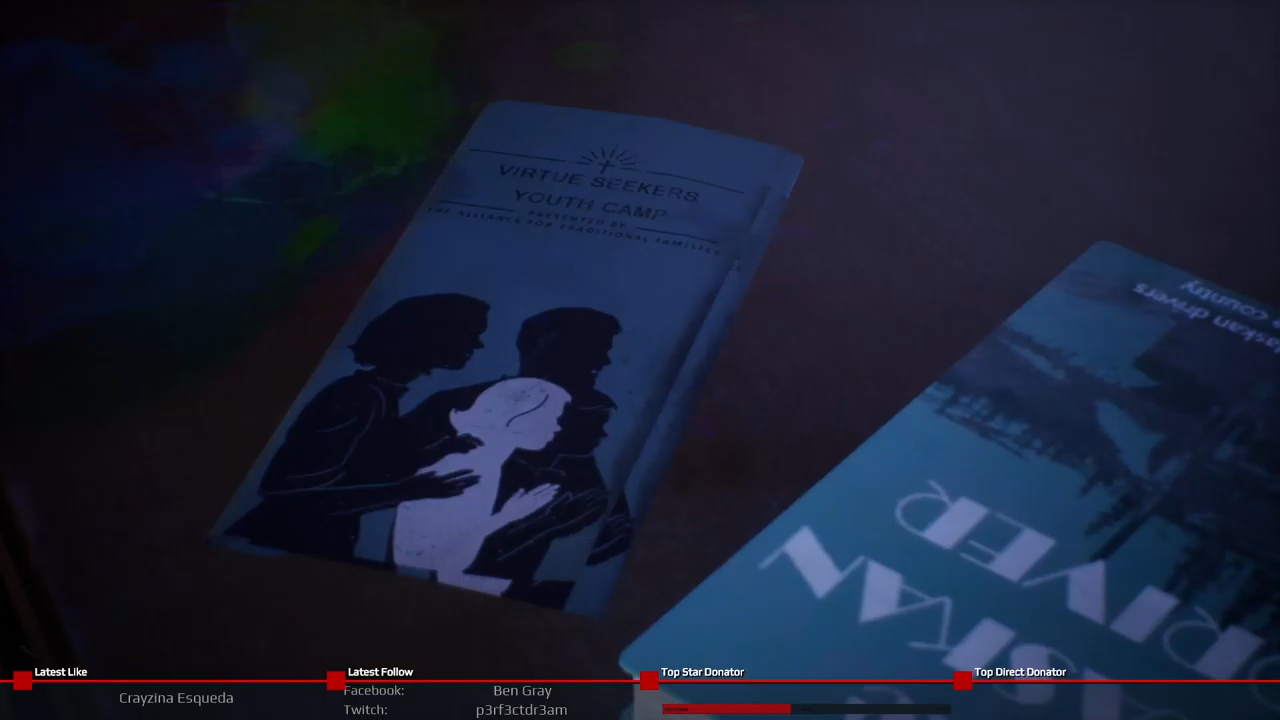 VIRTUE SEEKERS
YOUTH CAMP
PRESENTED BY
THE ALLIANCE FOR TRADITIONAL FAMILIES
country
askan drivers
DRIVER
Latest Like
Crayzina Esqueda
Latest Follow
Facebook:
Ben Gray
Twitch:
p3rf3ctdr3am
Top Star Donator
Top Direct Donator